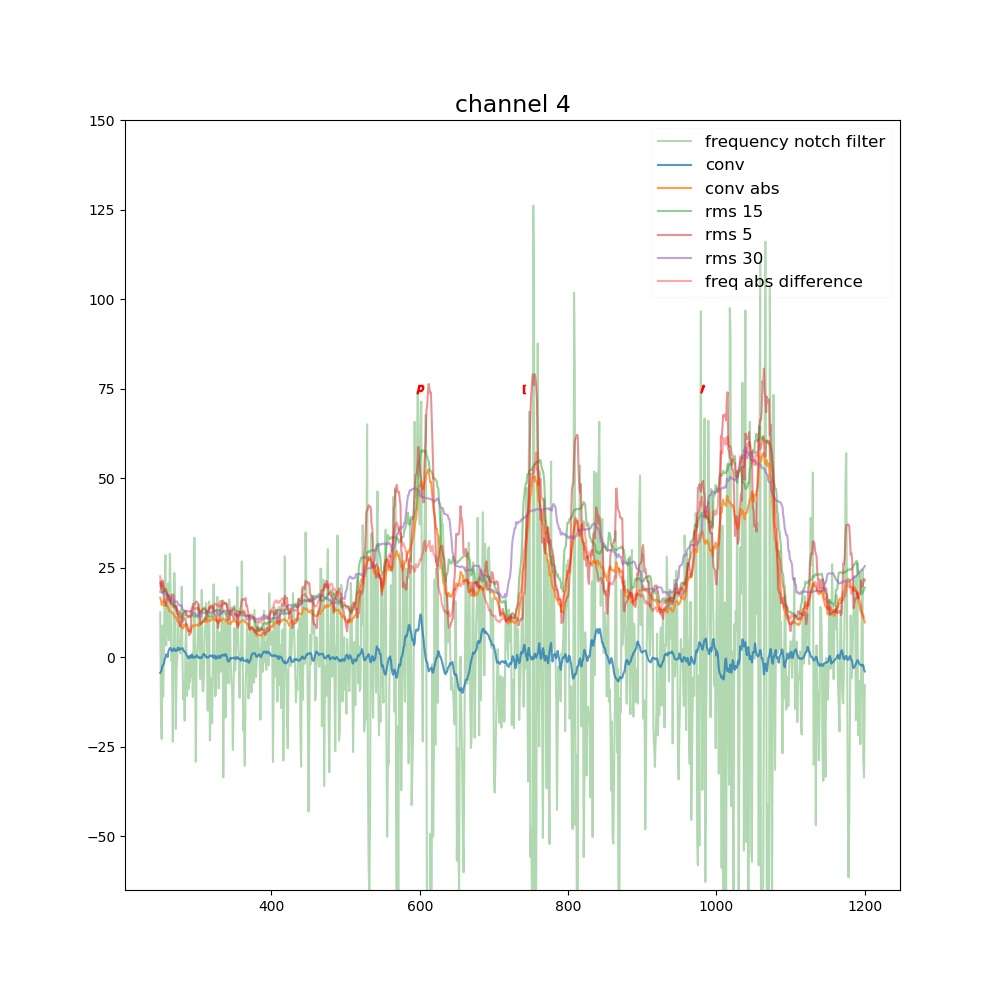 channel 4
150
125
100
75
50
25
0
−25
−50
frequency notch filter
conv
conv abs
rms 15
rms 5
rms 30
freq abs difference
p [ /
400 600 800 1000 1200